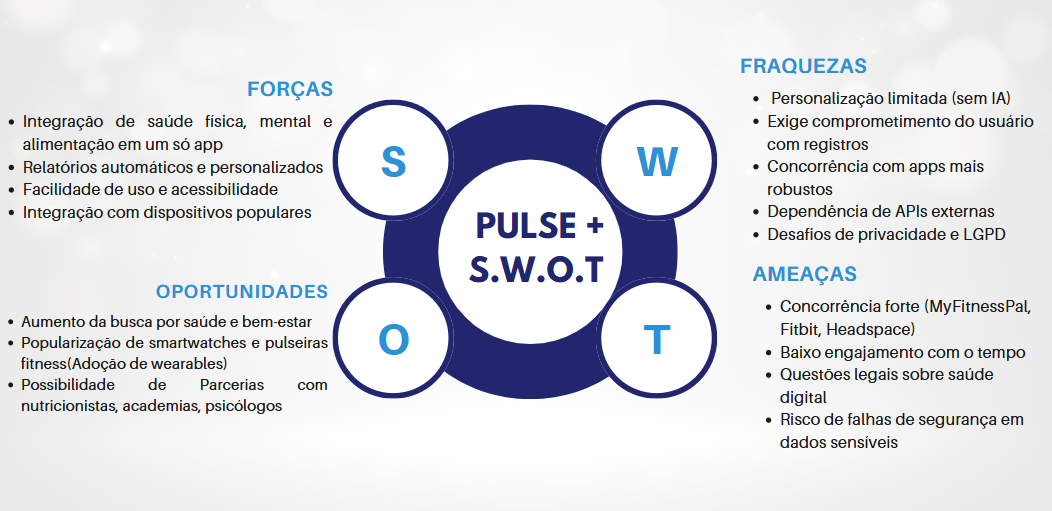 FORÇAS
• Integração de saúde física, mental e
alimentação em um só app
• Relatórios automáticos e personalizados
• Facilidade de uso e acessibilidade
• Integração com dispositivos populares
S
W
PULSE +
S.W.O.T
O
T
FRAQUEZAS
• Personalização limitada (sem IA)
• Exige comprometimento do usuário
com registros
• Concorrência com apps mais
robustos
• Dependência de APIs externas
• Desafios de privacidade e LGPD
OPORTUNIDADES
• Aumento da busca por saúde e bem-estar
• Popularização de smartwatches e pulseiras
fitness(Adoção de wearables)
• Possibilidade de Parcerias com
nutricionistas, academias, psicólogos
AMEAÇAS
• Concorrência forte (MyFitnessPal,
Fitbit, Headspace)
• Baixo engajamento com o tempo
• Questões legais sobre saúde
digital
• Risco de falhas de segurança em
dados sensíveis